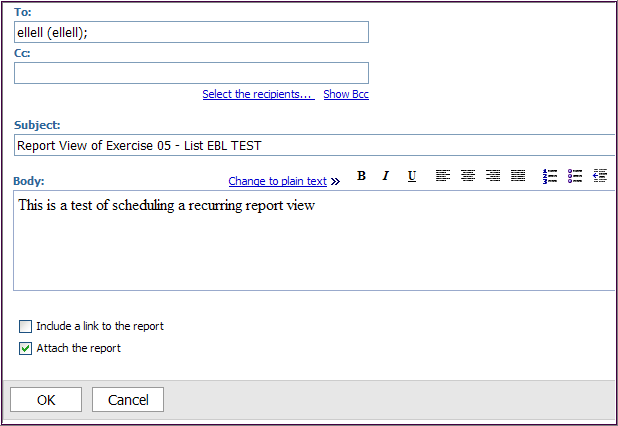 To:
ellell (ellell);
Cc:
Select the recipients... Show Bcc
Subject:
Report View of Exercise 05 - List EBL TEST
Body: Change to plain text » B I U
This is a test of scheduling a recurring report view
Include a link to the report
Attach the report
OK Cancel